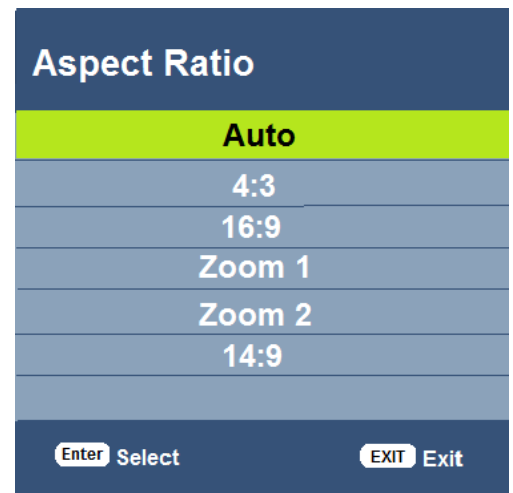 Aspect Ratio
Auto
4:3
16:9
Zoom 1
Zoom 2
14:9
Enter Select EXIT Exit